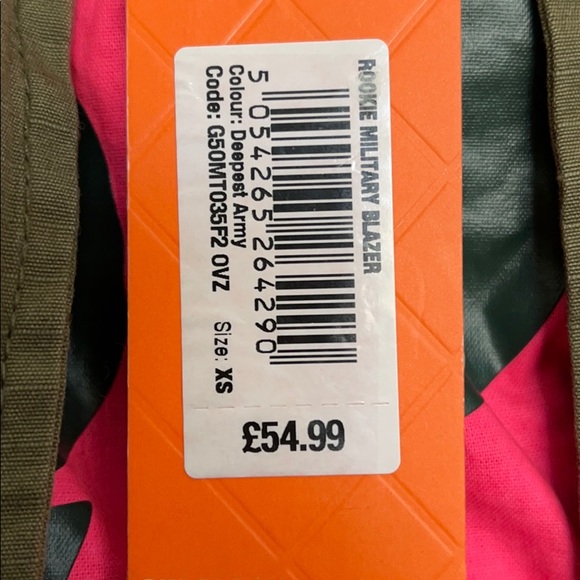 ROOKIE MILITARY BLAZER
5 054265 264290
Colour: Deepest Army
Code: G50MT035F2 OVZ Size: XS
£54.99